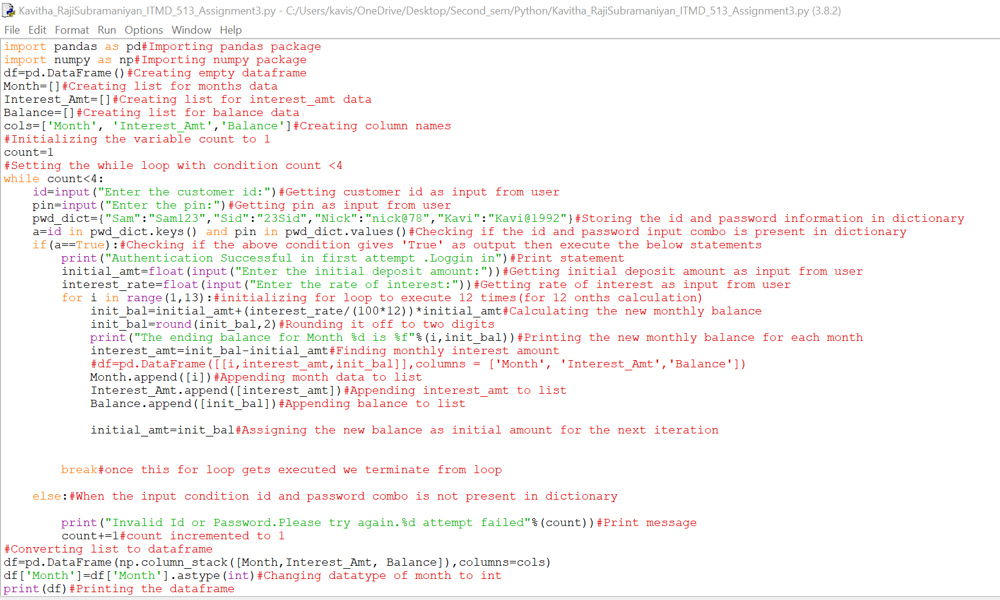 Kavitha_RajiSubramaniyan_ITMD_513_Assignment3.py - C:/Users/kavis/OneDrive/Desktop/Second_sem/Python/Kavitha_RajiSubramaniyan_ITMD_513_Assignment3.py (3.8.2)
File Edit Format Run Options Window Help
import pandas as pd#Importing pandas package
import numpy as np#Importing numpy package
df=pd.DataFrame()#Creating empty dataframe
Month=[]#Creating list for months data
Interest_Amt=[]#Creating list for interest_amt data
Balance=[]#Creating list for balance data
cols=['Month', 'Interest_Amt','Balance']#Creating column names
#Initializing the variable count to 1
count=1
#Setting the while loop with condition count <4
while count<4:
    id=input("Enter the customer id:")#Getting customer id as input from user
    pin=input("Enter the pin:")#Getting pin as input from user
    pwd_dict={"Sam":"Sam123","Sid":"23Sid","Nick":"nick@78","Kavi":"Kavi@1992"}#Storing the id and password information in dictionary
    a=id in pwd_dict.keys() and pin in pwd_dict.values()#Checking if the id and password input combo is present in dictionary
    if(a==True):#Checking if the above condition gives 'True' as output then execute the below statements
        print("Authentication Successful in first attempt .Loggin in")#Print statement
        initial_amt=float(input("Enter the initial deposit amount:"))#Getting initial deposit amount as input from user
        interest_rate=float(input("Enter the rate of interest:"))#Getting rate of interest as input from user
        for i in range(1,13):#initializing for loop to execute 12 times(for 12 onths calculation)
            init_bal=initial_amt+(interest_rate/(100*12))*initial_amt#Calculating the new monthly balance
            init_bal=round(init_bal,2)#Rounding it off to two digits
            print("The ending balance for Month %d is %f"%(i,init_bal))#Printing the new monthly balance for each month
            interest_amt=init_bal-initial_amt#Finding monthly interest amount
            #df=pd.DataFrame([[i,interest_amt,init_bal]],columns = ['Month', 'Interest_Amt','Balance'])
            Month.append([i])#Appending month data to list
            Interest_Amt.append([interest_amt])#Appending interest_amt to list
            Balance.append([init_bal])#Appending balance to list
            initial_amt=init_bal#Assigning the new balance as initial amount for the next iteration
        break#once this for loop gets executed we terminate from loop
    else:#When the input condition id and password combo is not present in dictionary
        print("Invalid Id or Password.Please try again.%d attempt failed"%(count))#Print message
        count+=1#count incremented to 1
#Converting list to dataframe
df=pd.DataFrame(np.column_stack([Month,Interest_Amt, Balance]),columns=cols)
df['Month']=df['Month'].astype(int)#Changing datatype of month to int
print(df)#Printing the dataframe